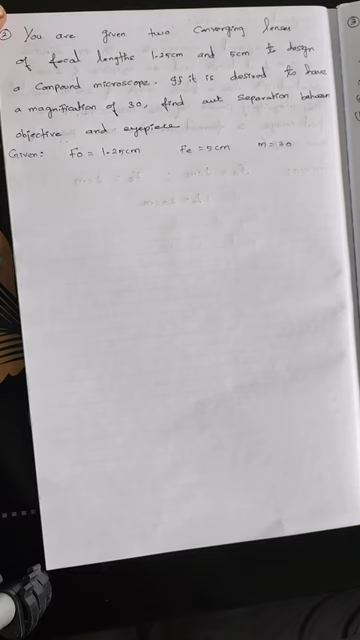 ② You are given two Converging lenses
of focal lengths 1.25cm and 5cm to design
a Compound microscope. If it is desired to have
a magnification of 30, find out Separation between
objective and eyepiece
Given: Fo = 1.25cm Fe = 5cm m = 30
③